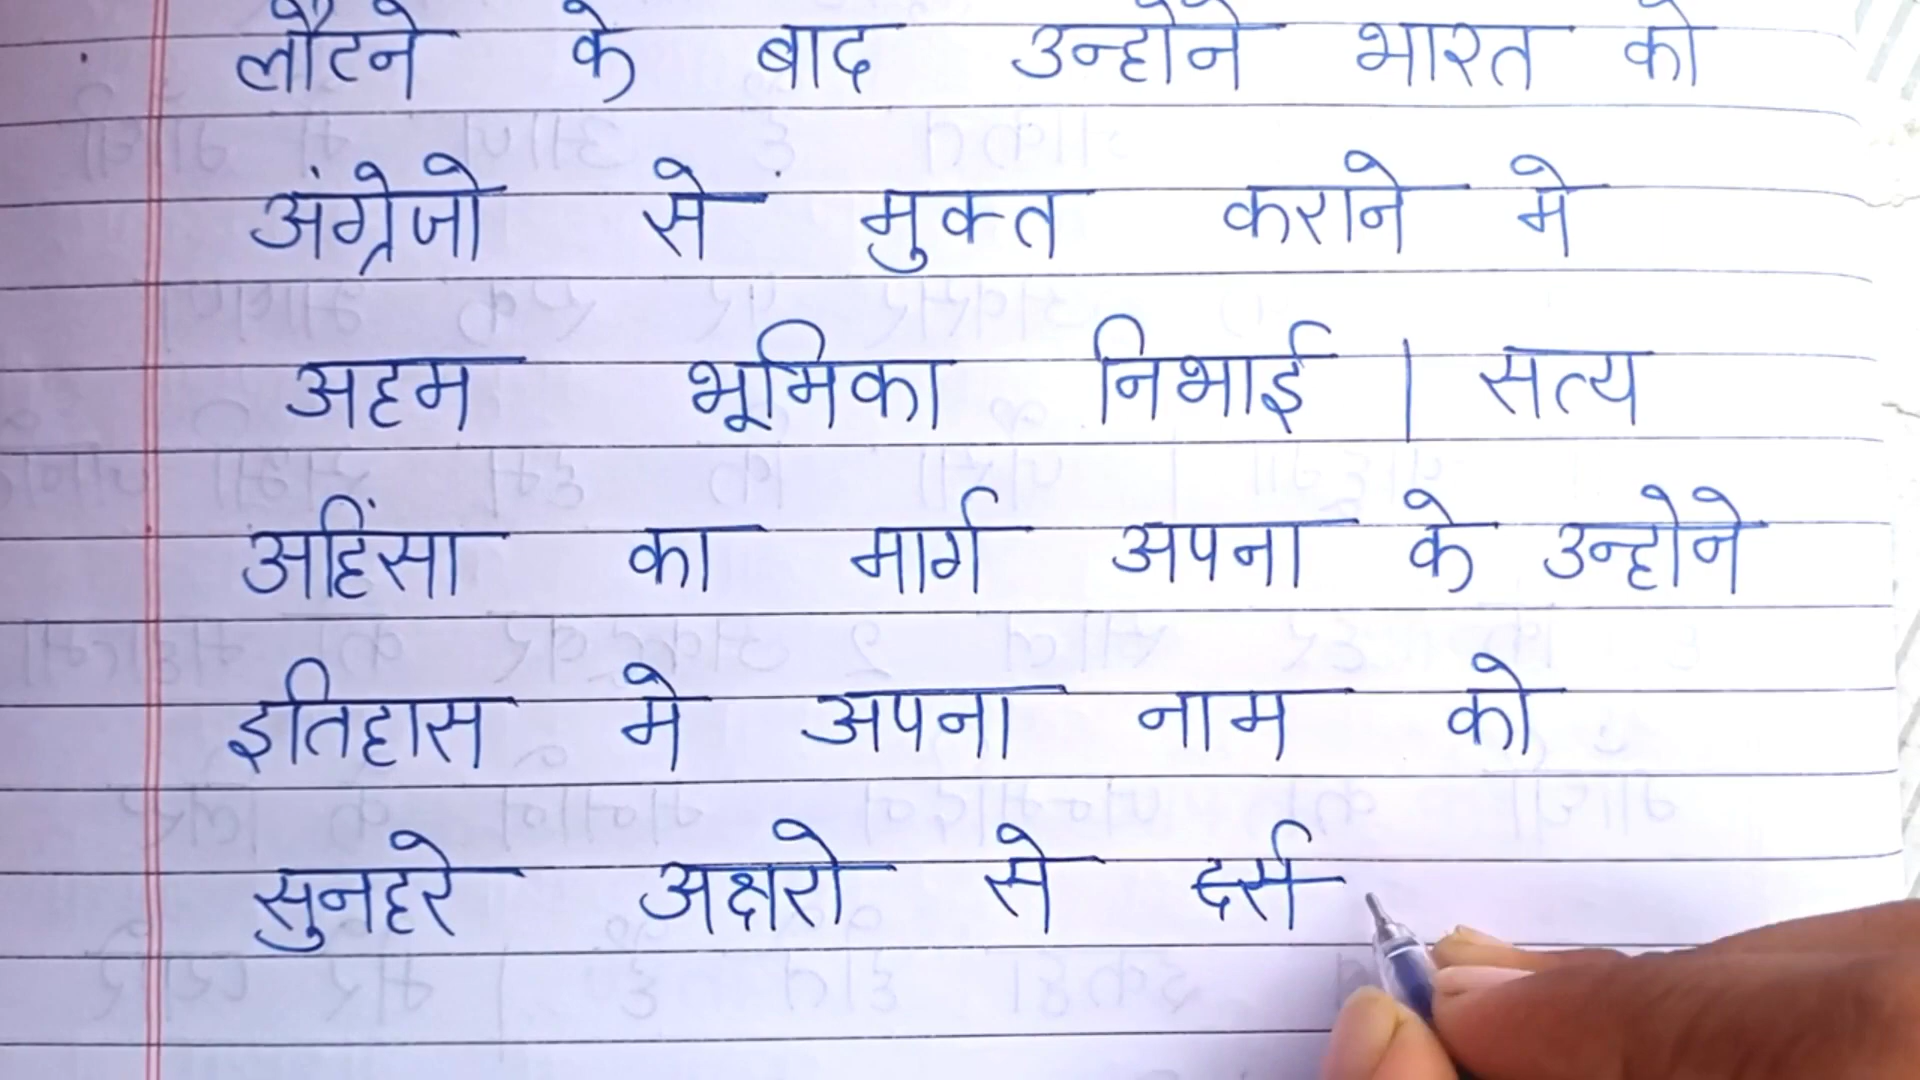 लौटने के बाद उन्होने भारत को
अंग्रेजो से मुक्त कराने मे
अहम भूमिका निभाई | सत्य
अहिंसा का मार्ग अपना के उन्होने
इतिहास मे अपना नाम को
सुनहरे अक्षरो से दर्स